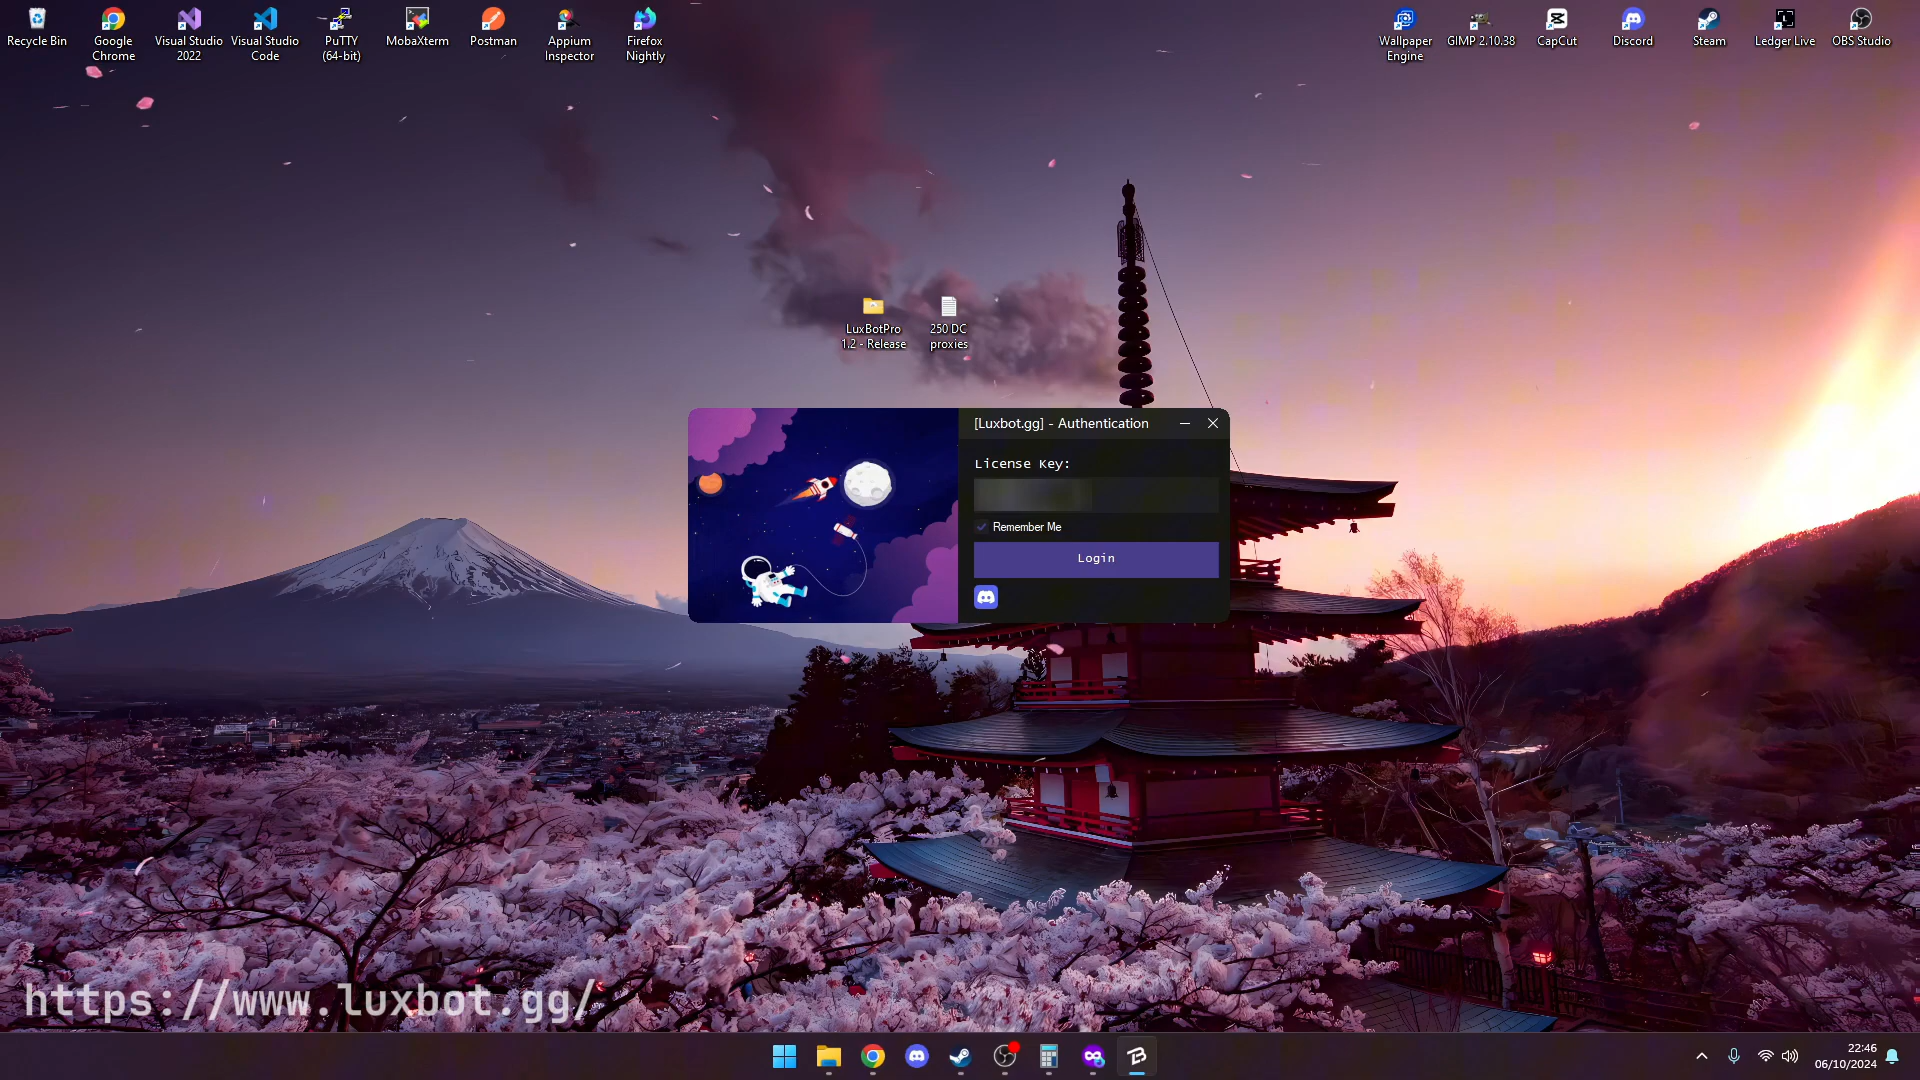 Recycle Bin
Google
Chrome
Visual Studio
2022
Visual Studio
Code
PuTTY
(64-bit)
MobaXterm
Postman
Appium
Inspector
Firefox
Nightly
Wallpaper
Engine
GIMP 2.10.38
CapCut
Discord
Steam
Ledger Live
OBS Studio
LuxBotPro
1.2 - Release
250 DC
proxies
[Luxbot.gg] - Authentication
License Key:
Remember Me
Login
https://www.luxbot.gg/
22:46
06/10/2024